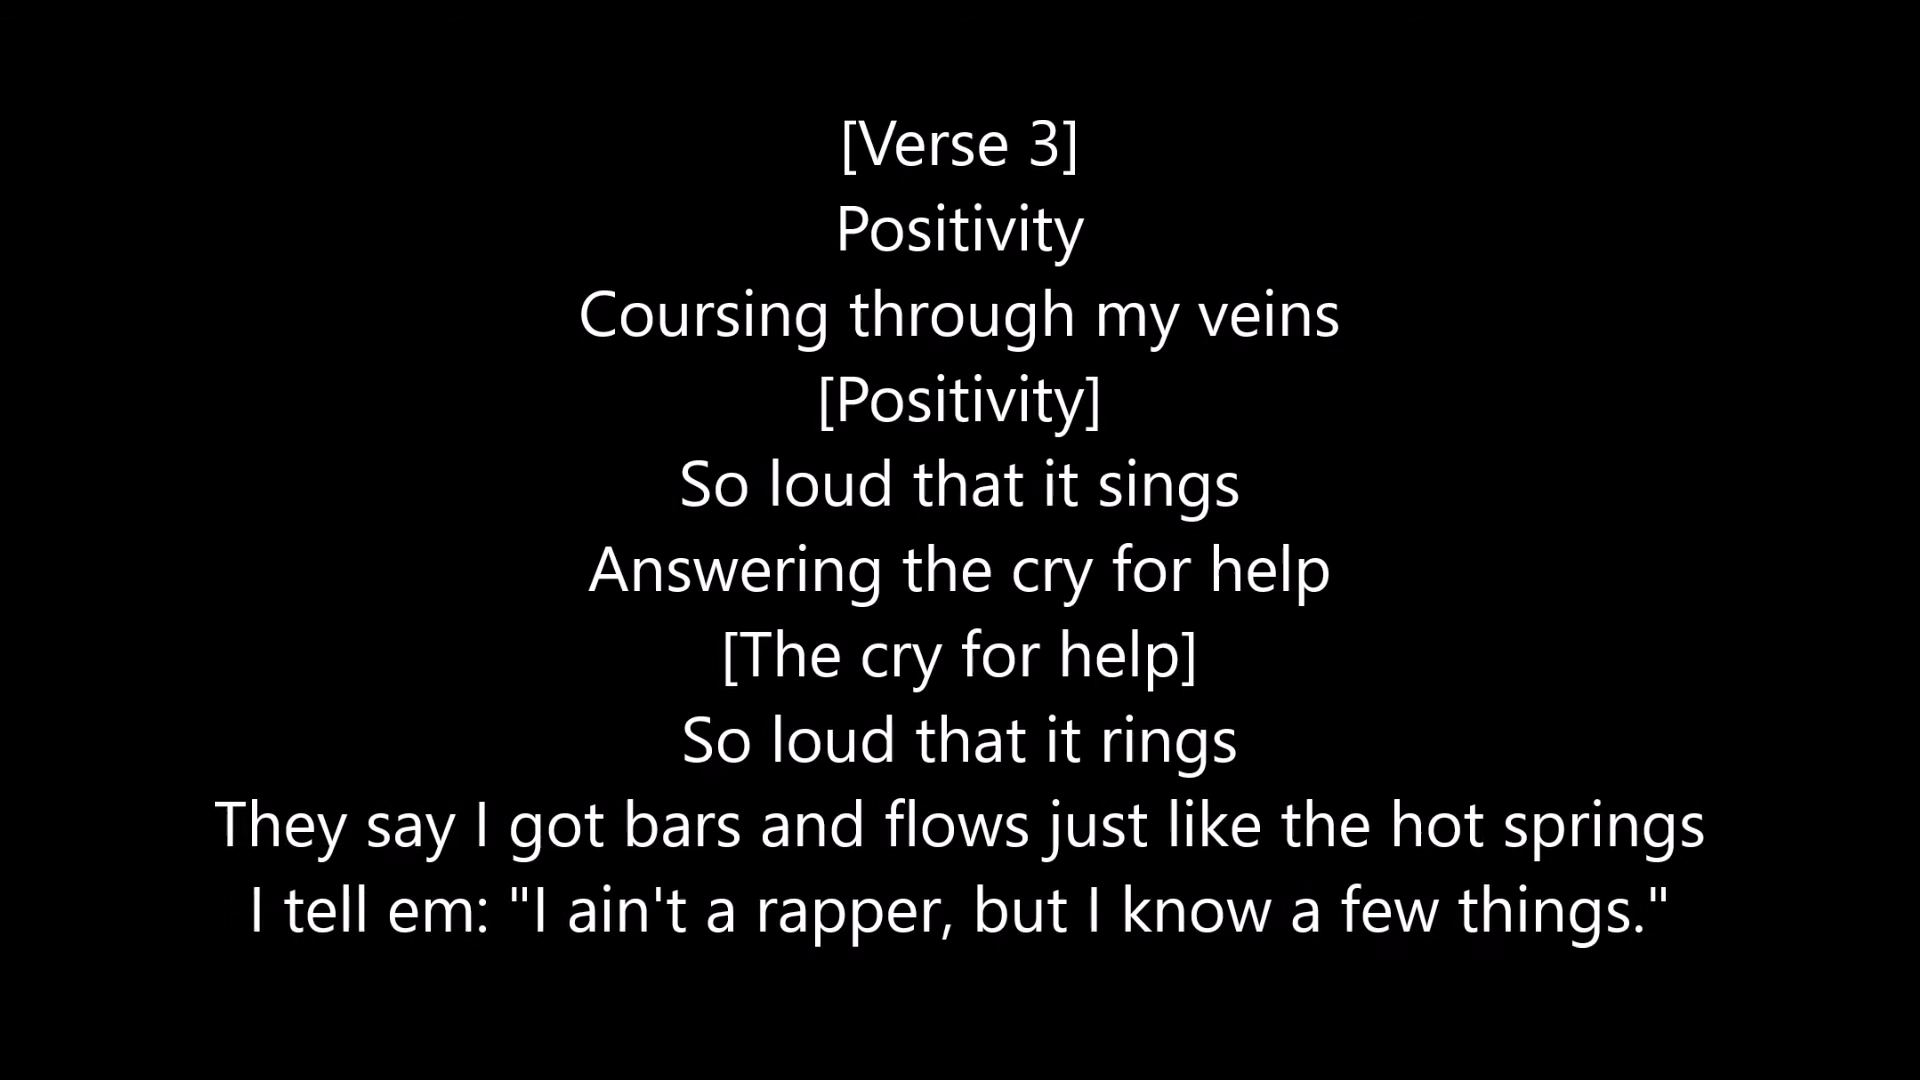 [Verse 3]
Positivity
Coursing through my veins
[Positivity]
So loud that it sings
Answering the cry for help
[The cry for help]
So loud that it rings
They say I got bars and flows just like the hot springs
I tell em: "I ain't a rapper, but I know a few things."